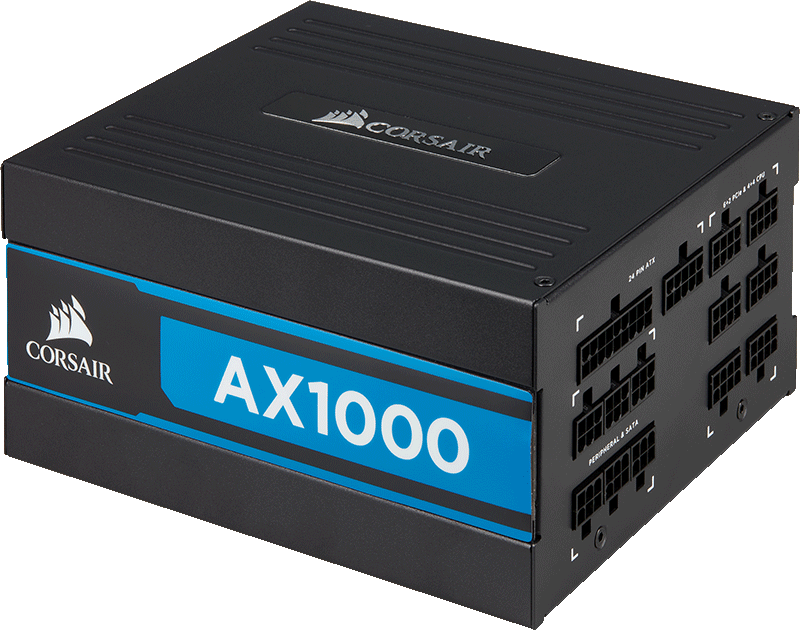 CORSAIR
CORSAIR
AX1000
24 PIN ATX
6+2 PCIe & 4+4 CPU
PERIPHERAL & SATA